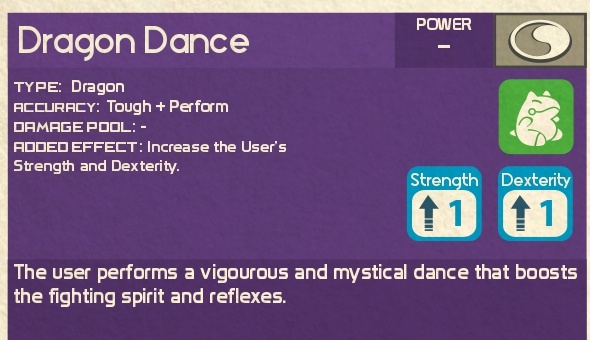 Dragon Dance
POWER
–
TYPE: Dragon
ACCURACY: Tough + Perform
DAMAGE POOL: -
ADDED EFFECT: Increase the User's
Strength and Dexterity.
Strength
1
Dexterity
1
The user performs a vigourous and mystical dance that boosts
the fighting spirit and reflexes.